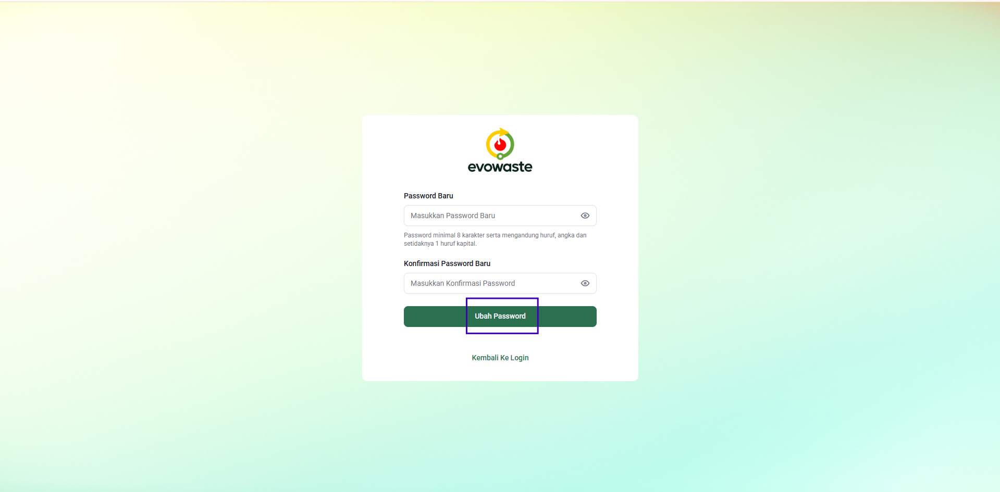 evowaste
Password Baru
Masukkan Password Baru
Password minimal 8 karakter serta mengandung huruf, angka dan
setidaknya 1 huruf kapital.
Konfirmasi Password Baru
Masukkan Konfirmasi Password
Ubah Password
Kembali Ke Login